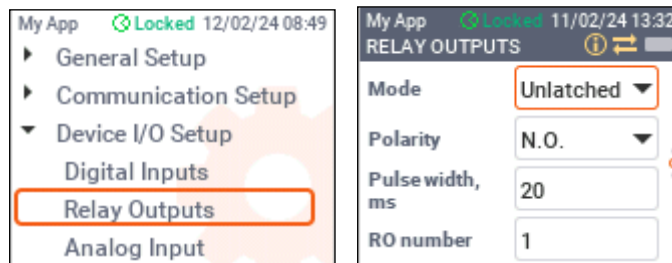 My App Locked 12/02/24 08:49
General Setup
Communication Setup
Device I/O Setup
Digital Inputs
Relay Outputs
Analog Input
My App Locked 11/02/24 13:32
RELAY OUTPUTS
Mode Unlatched
Polarity N.O.
Pulse width, 20
ms
RO number 1